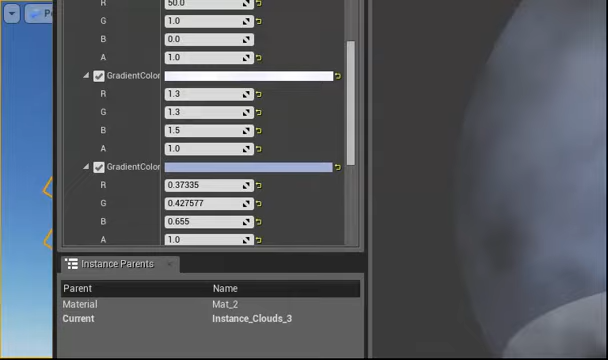 R 50.0
G 1.0
B 0.0
A 1.0
GradientColor
R 1.3
G 1.3
B 1.5
A 1.0
GradientColor
R 0.37335
G 0.427577
B 0.655
A 1.0
Instance Parents
Parent Name
Material Mat_2
Current Instance_Clouds_3